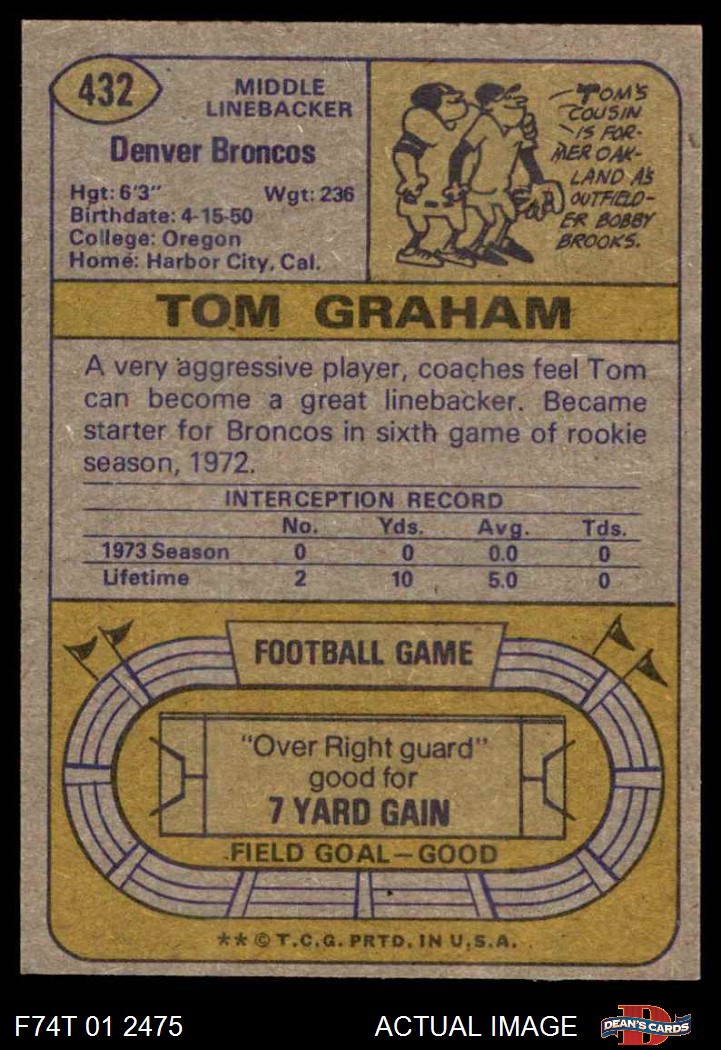 432
MIDDLE
LINEBACKER
Denver Broncos
Hgt: 6'3" Wgt: 236
Birthdate: 4-15-50
College: Oregon
Home: Harbor City, Cal.
TOM'S
COUSIN
IS FOR-
MER OAK-
LAND A's
OUTFIELD-
ER BOBBY
BROOKS.
TOM GRAHAM
A very aggressive player, coaches feel Tom
can become a great linebacker. Became
starter for Broncos in sixth game of rookie
season, 1972.
INTERCEPTION RECORD
No. Yds. Avg. Tds.
1973 Season 0 0 0.0 0
Lifetime 2 10 5.0 0
FOOTBALL GAME
"Over Right guard"
good for
7 YARD GAIN
FIELD GOAL—GOOD
** © T.C.G. PRTD. IN U.S.A.
F74T 01 2475 ACTUAL IMAGE D DEAN'S CARDS